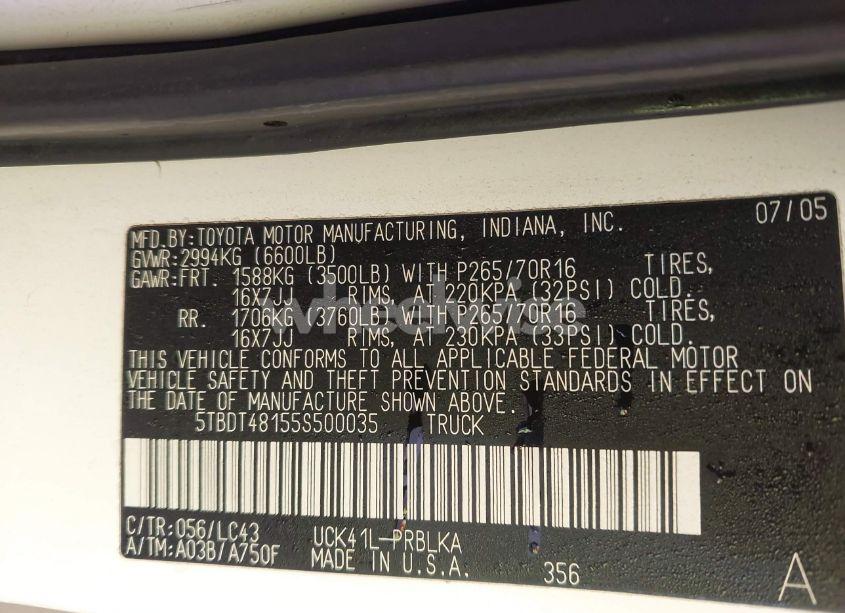 07/05
MFD.BY:TOYOTA MOTOR MANUFACTURING, INDIANA, INC.
GVWR:2994KG (6600LB)
GAWR:FRT. 1588KG (3500LB) WITH P265/70R16 TIRES,
16X7JJ RIMS, AT 220KPA (32PSI) COLD.
RR. 1706KG (3760LB) WITH P265/70R16 TIRES,
16X7JJ RIMS, AT 230KPA (33PSI) COLD.
THIS VEHICLE CONFORMS TO ALL APPLICABLE FEDERAL MOTOR
VEHICLE SAFETY AND THEFT PREVENTION STANDARDS IN EFFECT ON
THE DATE OF MANUFACTURE SHOWN ABOVE.
5TBDT48155S500035 TRUCK
C/TR:056/LC43 UCK41L-PRBLKA
A/TM:A03B/A750F MADE IN U.S.A. 356 A